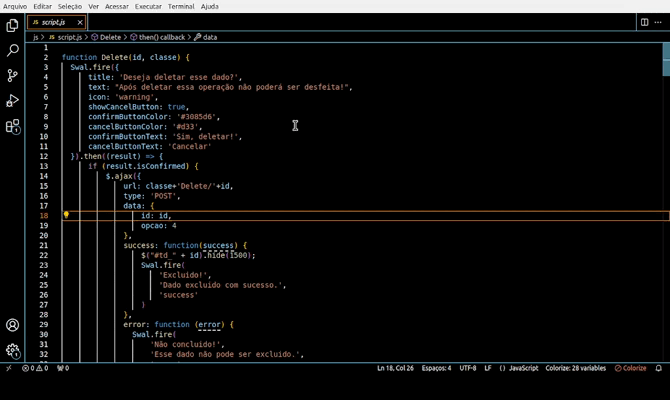 Arquivo Editar Seleção Ver Acessar Executar Terminal Ajuda
JS script.js ×
js > JS script.js > Delete > then() callback > data
1
2 function Delete(id, classe) {
3 Swal.fire({
4 title: 'Deseja deletar esse dado?',
5 text: "Após deletar essa operação não poderá ser desfeita!",
6 icon: 'warning',
7 showCancelButton: true,
8 confirmButtonColor: '#3085d6',
9 cancelButtonColor: '#d33',
10 confirmButtonText: 'Sim, deletar!',
11 cancelButtonText: 'Cancelar'
12 }).then((result) => {
13 if (result.isConfirmed) {
14 $.ajax({
15 url: classe+'Delete/'+id,
16 type: 'POST',
17 data: {
18 id: id,
19 opcao: 4
20 },
21 success: function(success) {
22 $("#td_" + id).hide(1500);
23 Swal.fire(
24 'Excluido!',
25 'Dado excluido com sucesso.',
26 'success'
27 )
28 },
29 error: function (error) {
30 Swal.fire(
31 'Não concluido!',
32 'Esse dado não pode ser excluido.',
0 0 0 Ln 18, Col 26 Espaços: 4 UTF-8 LF {} JavaScript Colorize: 28 variables Colorize